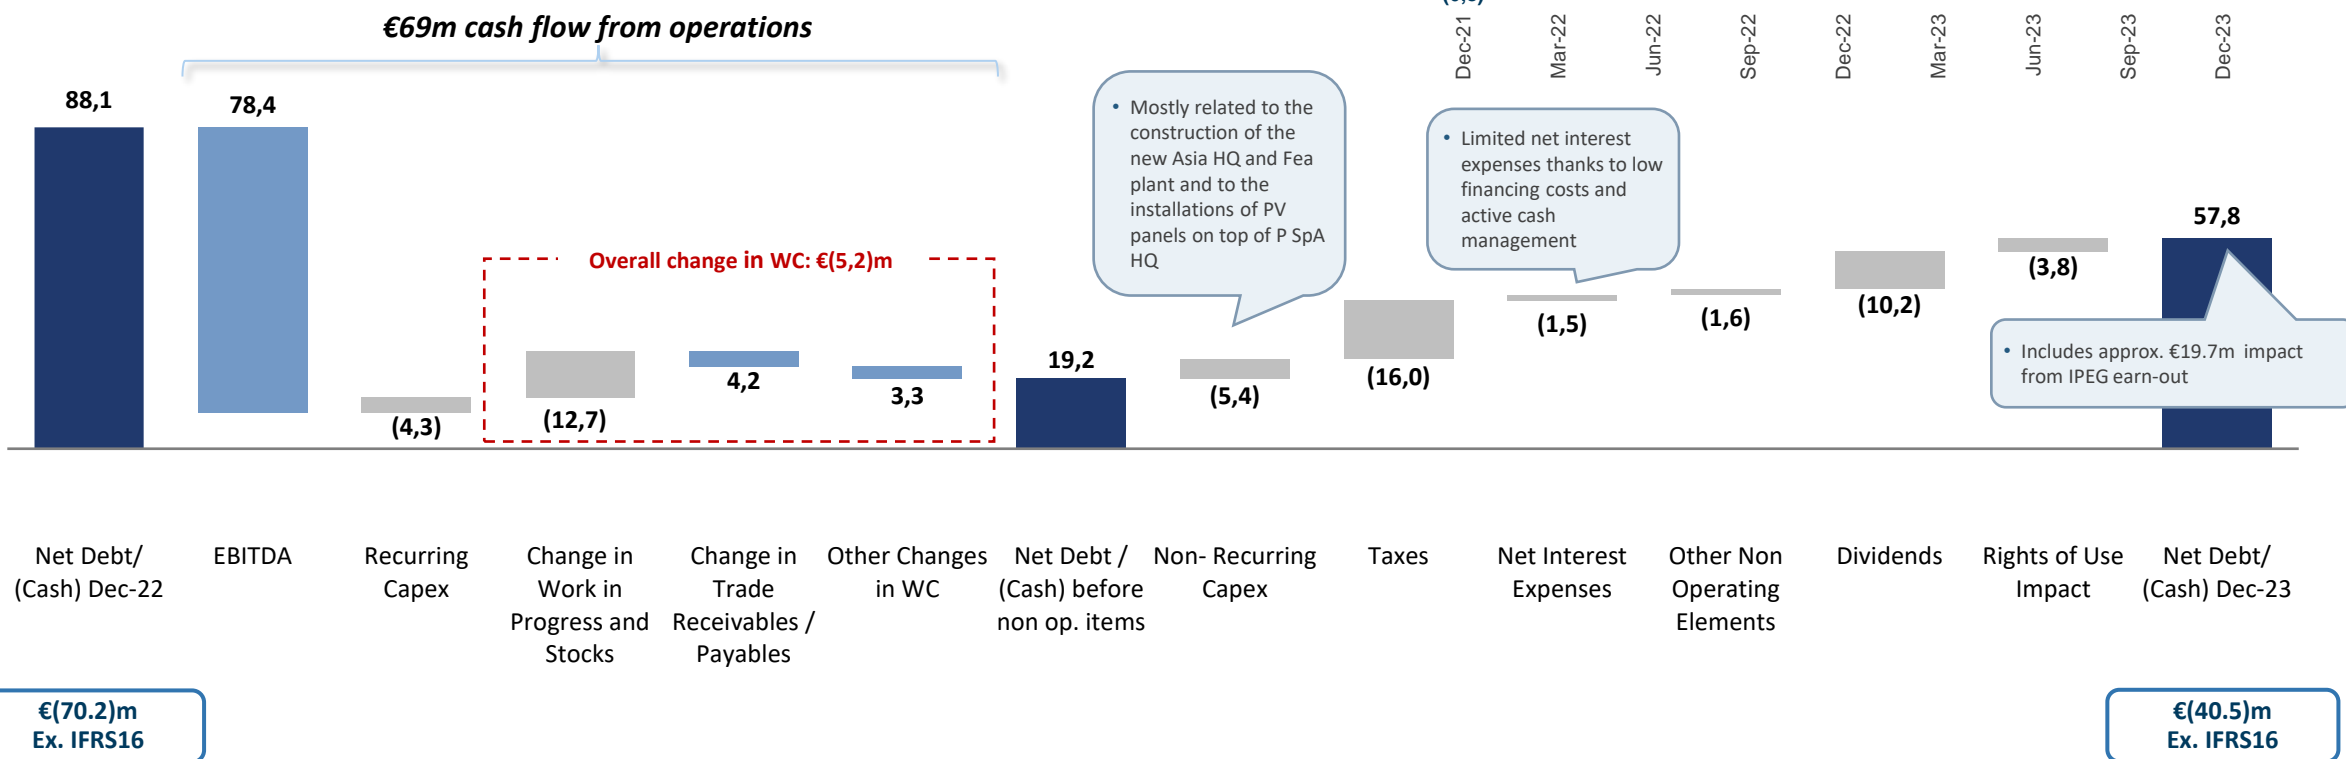 €69m cash flow from operations
Dec-21
Mar-22
Jun-22
Sep-22
Dec-22
Mar-23
Jun-23
Sep-23
Dec-23
88,1
78,4
(4,3)
Overall change in WC: €(5,2)m
(12,7)
4,2
3,3
19,2
• Mostly related to the
construction of the
new Asia HQ and Fea
plant and to the
installations of PV
panels on top of P SpA
HQ
(5,4)
(16,0)
• Limited net interest
expenses thanks to low
financing costs and
active cash
management
(1,5)
(1,6)
(10,2)
(3,8)
57,8
• Includes approx. €19.7m impact
from IPEG earn-out
Net Debt/
(Cash) Dec-22
EBITDA
Recurring
Capex
Change in
Work in
Progress and
Stocks
Change in
Trade
Receivables /
Payables
Other Changes
in WC
Net Debt /
(Cash) before
non op. items
Non- Recurring
Capex
Taxes
Net Interest
Expenses
Other Non
Operating
Elements
Dividends
Rights of Use
Impact
Net Debt/
(Cash) Dec-23
€(70.2)m
Ex. IFRS16
€(40.5)m
Ex. IFRS16